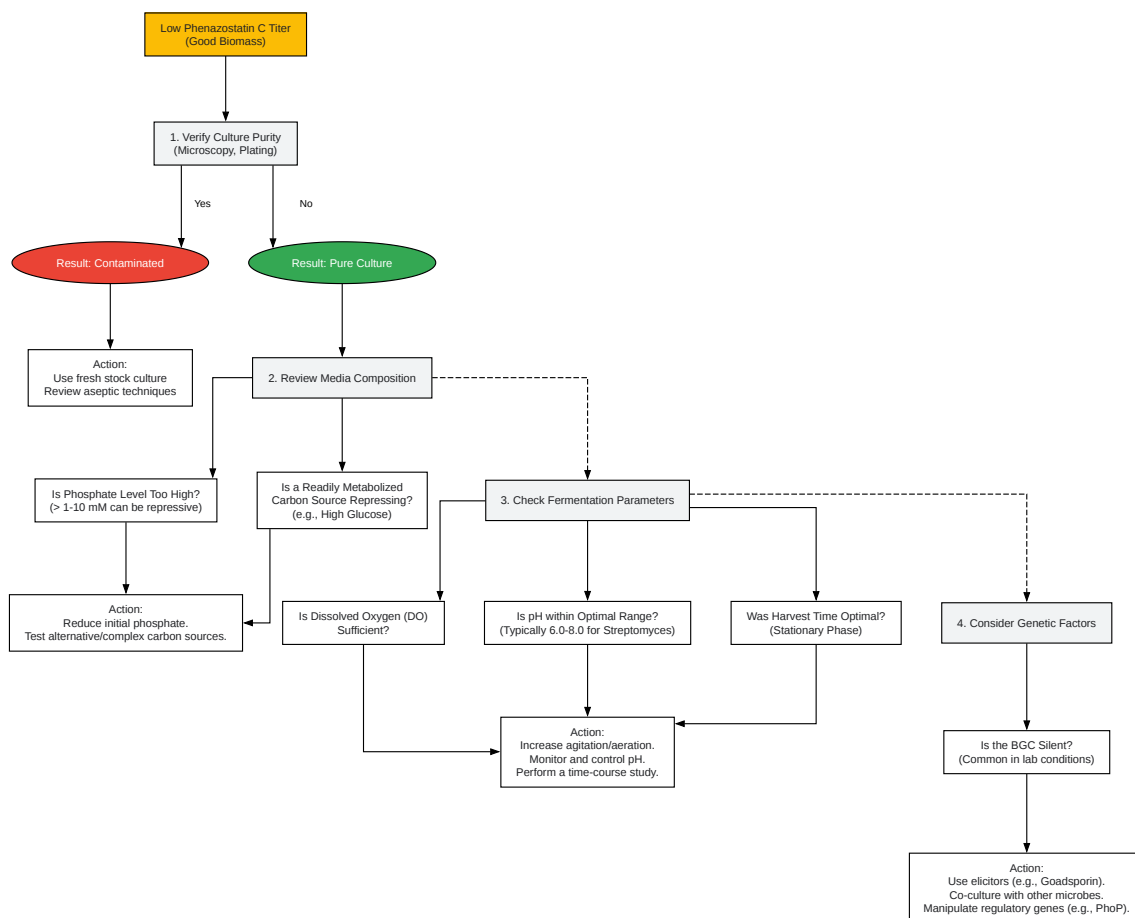 Low Phenazostatin C Titer
(Good Biomass)
1. Verify Culture Purity
(Microscopy, Plating)
Yes
No
Result: Contaminated
Result: Pure Culture
Action:
Use fresh stock culture
Review aseptic techniques
2. Review Media Composition
Is Phosphate Level Too High?
(> 1-10 mM can be repressive)
Is a Readily Metabolized
Carbon Source Repressing?
(e.g., High Glucose)
3. Check Fermentation Parameters
Action:
Reduce initial phosphate.
Test alternative/complex carbon sources.
Is Dissolved Oxygen (DO)
Sufficient?
Is pH within Optimal Range?
(Typically 6.0-8.0 for Streptomyces)
Was Harvest Time Optimal?
(Stationary Phase)
4. Consider Genetic Factors
Action:
Increase agitation/aeration.
Monitor and control pH.
Perform a time-course study.
Is the BGC Silent?
(Common in lab conditions)
Action:
Use elicitors (e.g., Goadsporin).
Co-culture with other microbes.
Manipulate regulatory genes (e.g., PhoP).